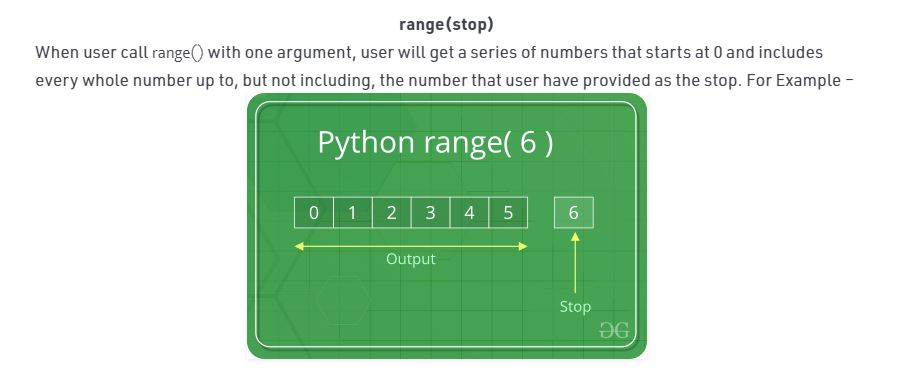 range(stop)
When user call range() with one argument, user will get a series of numbers that starts at 0 and includes
every whole number up to, but not including, the number that user have provided as the stop. For Example –
Python range( 6 )
0 1 2 3 4 5 6
Output
Stop
GG